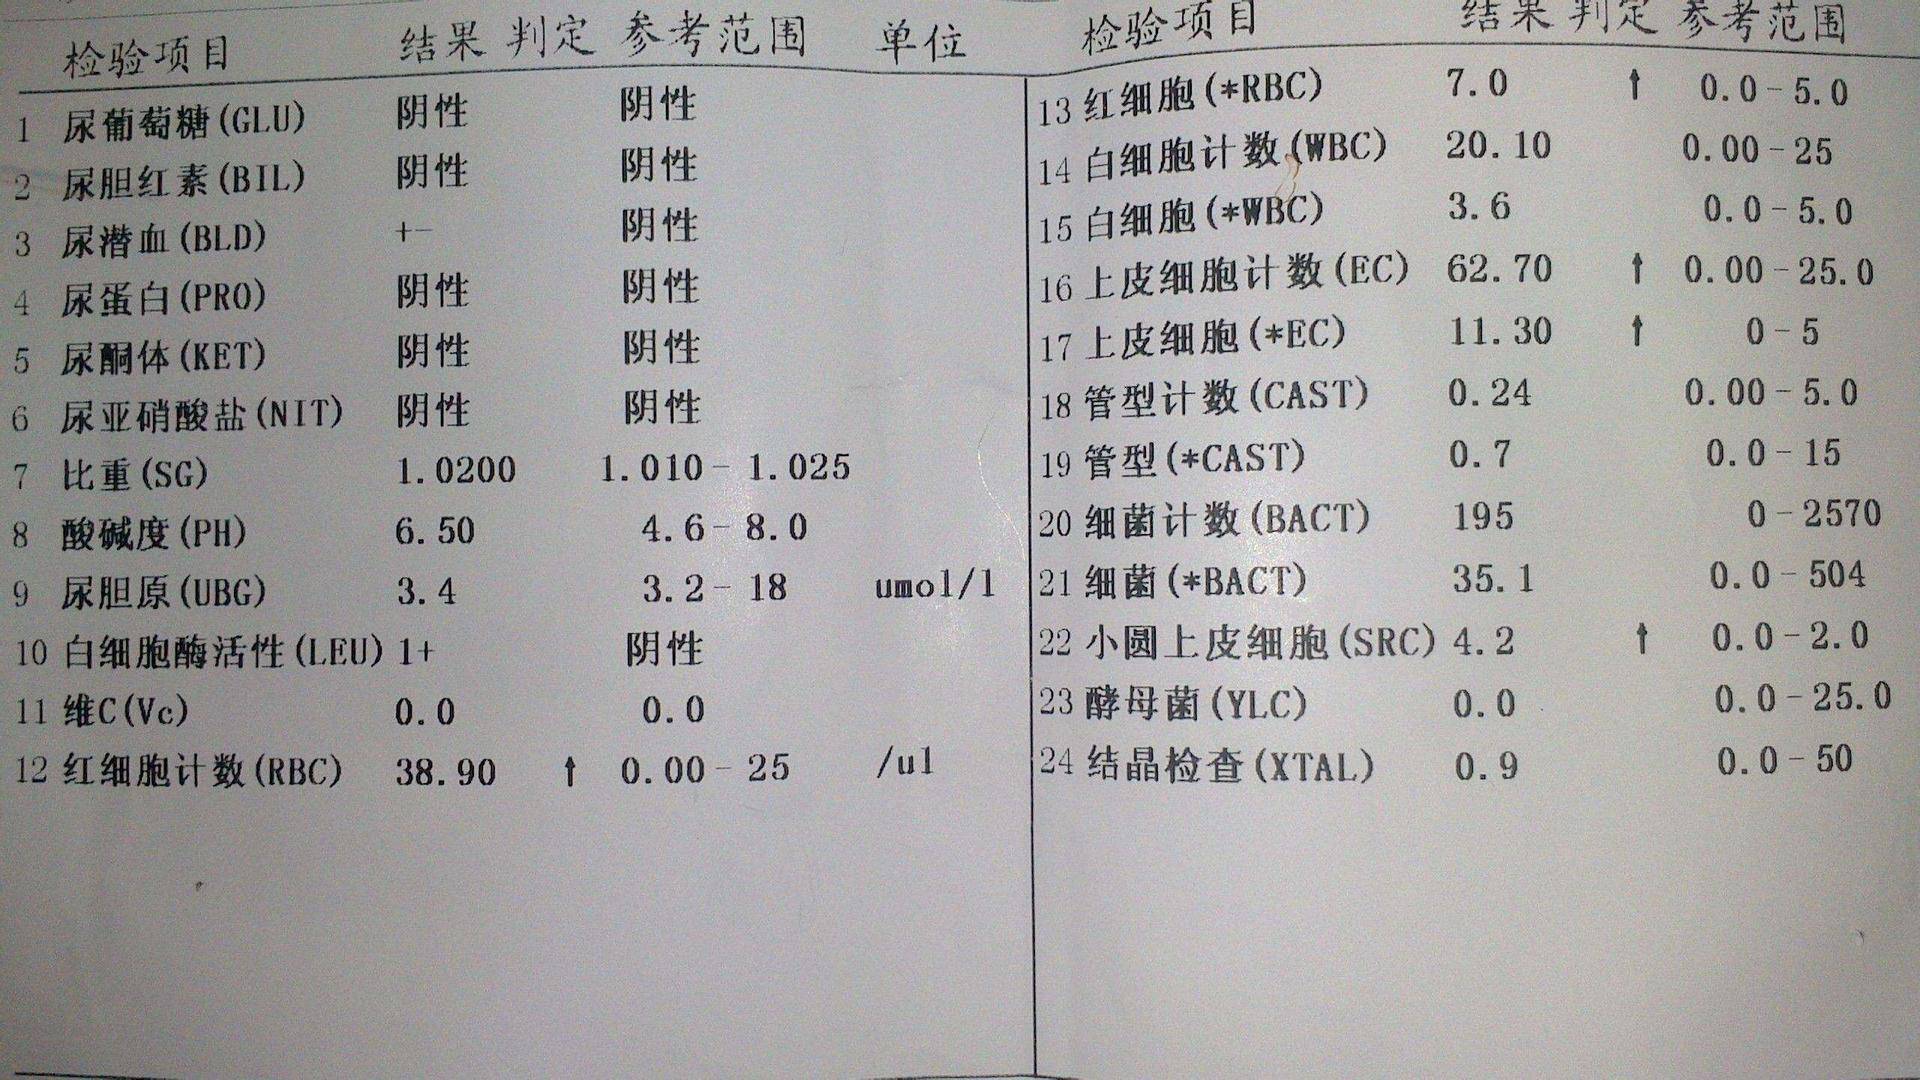 检验项目 结果 判定 参考范围 单位
1 尿葡萄糖(GLU) 阴性 阴性
2 尿胆红素(BIL) 阴性 阴性
3 尿潜血(BLD) +- 阴性
4 尿蛋白(PRO) 阴性 阴性
5 尿酮体(KET) 阴性 阴性
6 尿亚硝酸盐(NIT) 阴性 阴性
7 比重(SG) 1.0200 1.010-1.025
8 酸碱度(PH) 6.50 4.6-8.0
9 尿胆原(UBG) 3.4 3.2-18 umol/l
10 白细胞酶活性(LEU) 1+ 阴性
11 维C(Vc) 0.0 0.0
12 红细胞计数(RBC) 38.90 ↑ 0.00-25 /ul
检验项目 结果 判定 参考范围
13 红细胞(*RBC) 7.0 ↑ 0.0-5.0
14 白细胞计数(WBC) 20.10 0.00-25
15 白细胞(*WBC) 3.6 0.0-5.0
16 上皮细胞计数(EC) 62.70 ↑ 0.00-25.0
17 上皮细胞(*EC) 11.30 ↑ 0-5
18 管型计数(CAST) 0.24 0.00-5.0
19 管型(*CAST) 0.7 0.0-15
20 细菌计数(BACT) 195 0-2570
21 细菌(*BACT) 35.1 0.0-504
22 小圆上皮细胞(SRC) 4.2 ↑ 0.0-2.0
23 酵母菌(YLC) 0.0 0.0-25.0
24 结晶检查(XTAL) 0.9 0.0-50